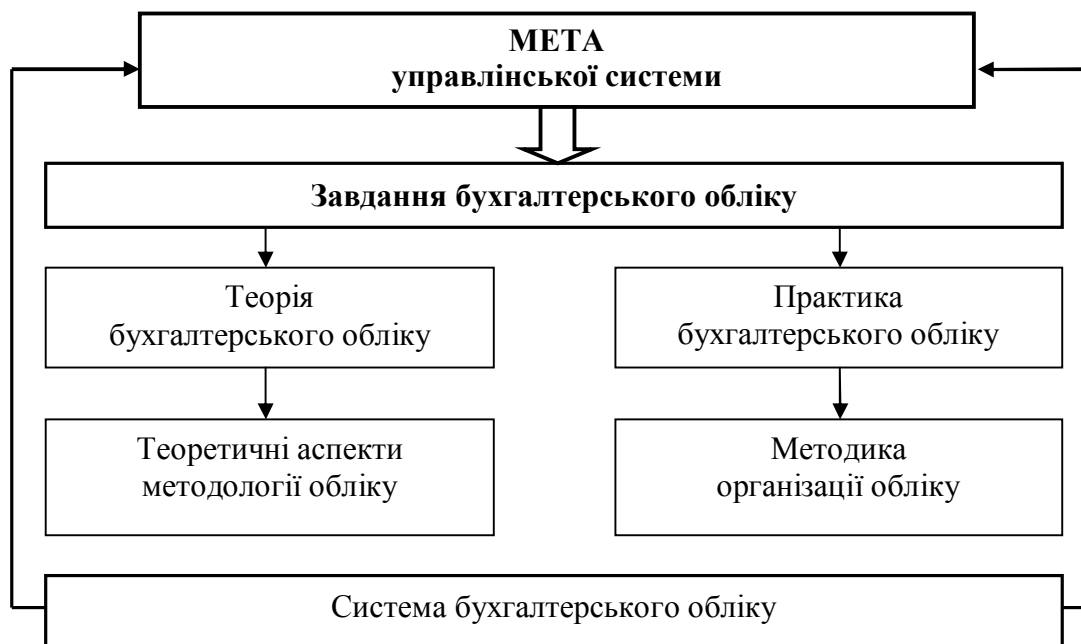 МЕТА
управлінської системи
Завдання бухгалтерського обліку
Теорія
бухгалтерського обліку
Практика
бухгалтерського обліку
Теоретичні аспекти
методології обліку
Методика
організації обліку
Система бухгалтерського обліку